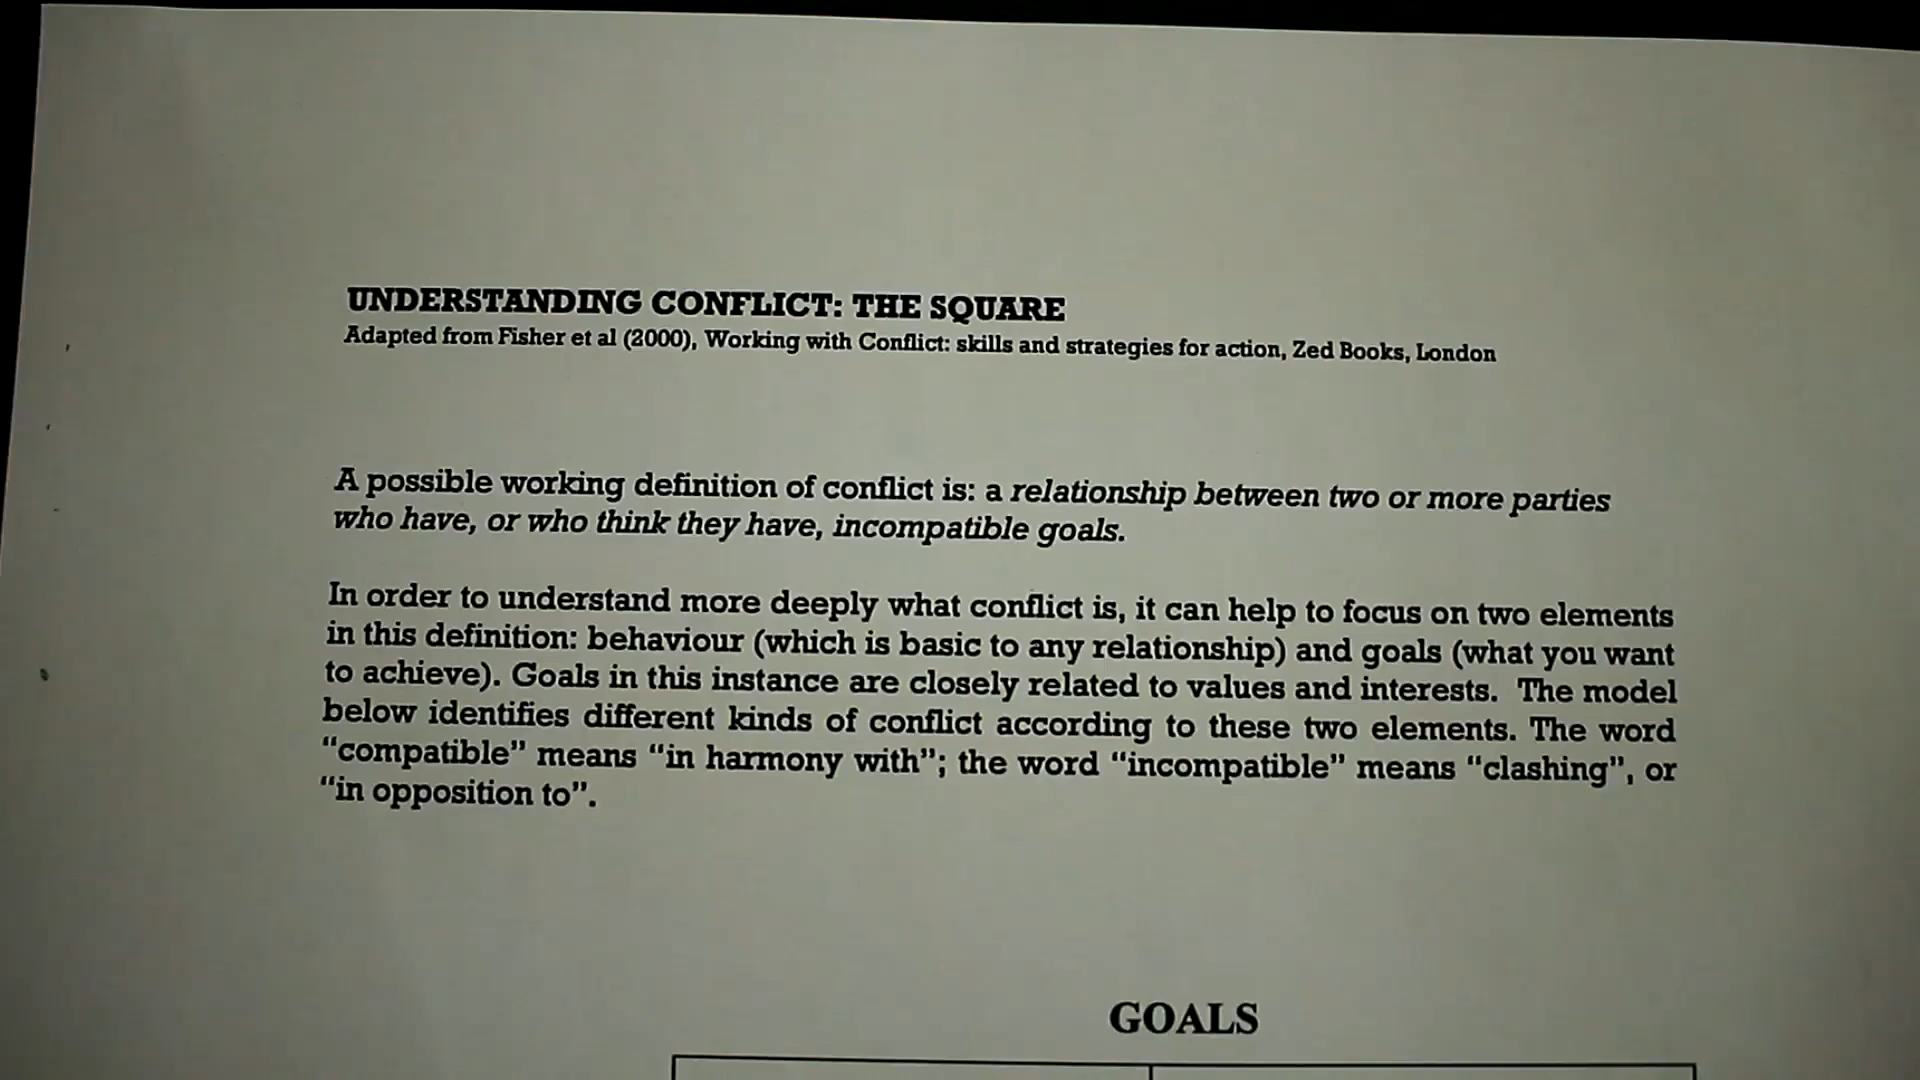 UNDERSTANDING CONFLICT: THE SQUARE
Adapted from Fisher et al (2000), Working with Conflict: skills and strategies for action, Zed Books, London
A possible working definition of conflict is: a relationship between two or more parties
who have, or who think they have, incompatible goals.
In order to understand more deeply what conflict is, it can help to focus on two elements
in this definition: behaviour (which is basic to any relationship) and goals (what you want
to achieve). Goals in this instance are closely related to values and interests.  The model
below identifies different kinds of conflict according to these two elements. The word
“compatible” means “in harmony with”; the word “incompatible” means “clashing”, or
“in opposition to”.
GOALS